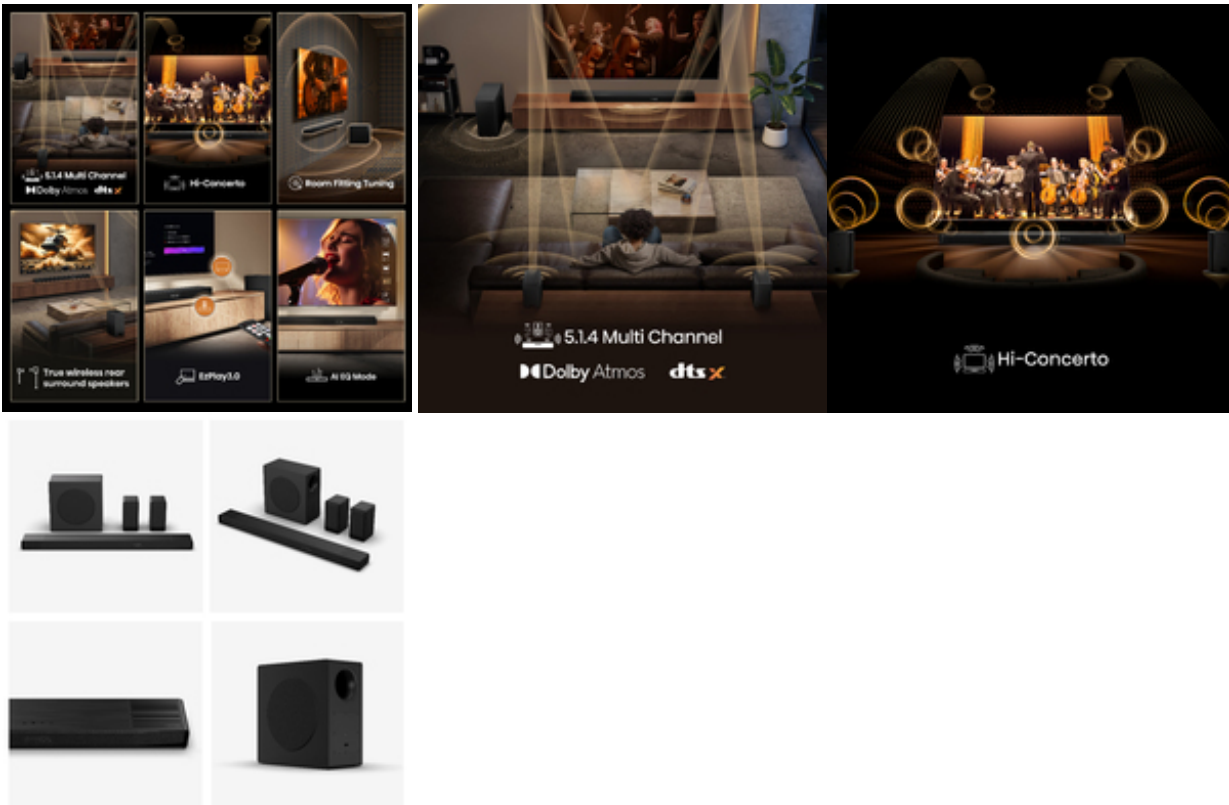 5.1.4 Multi Channel
Dolby Atmos dts X
Hi-Concerto
Room Fitting Tuning
True wireless rear
surround speakers
EzPlay3.0
AI EQ Mode
5.1.4 Multi Channel
Dolby Atmos dts X
Hi-Concerto